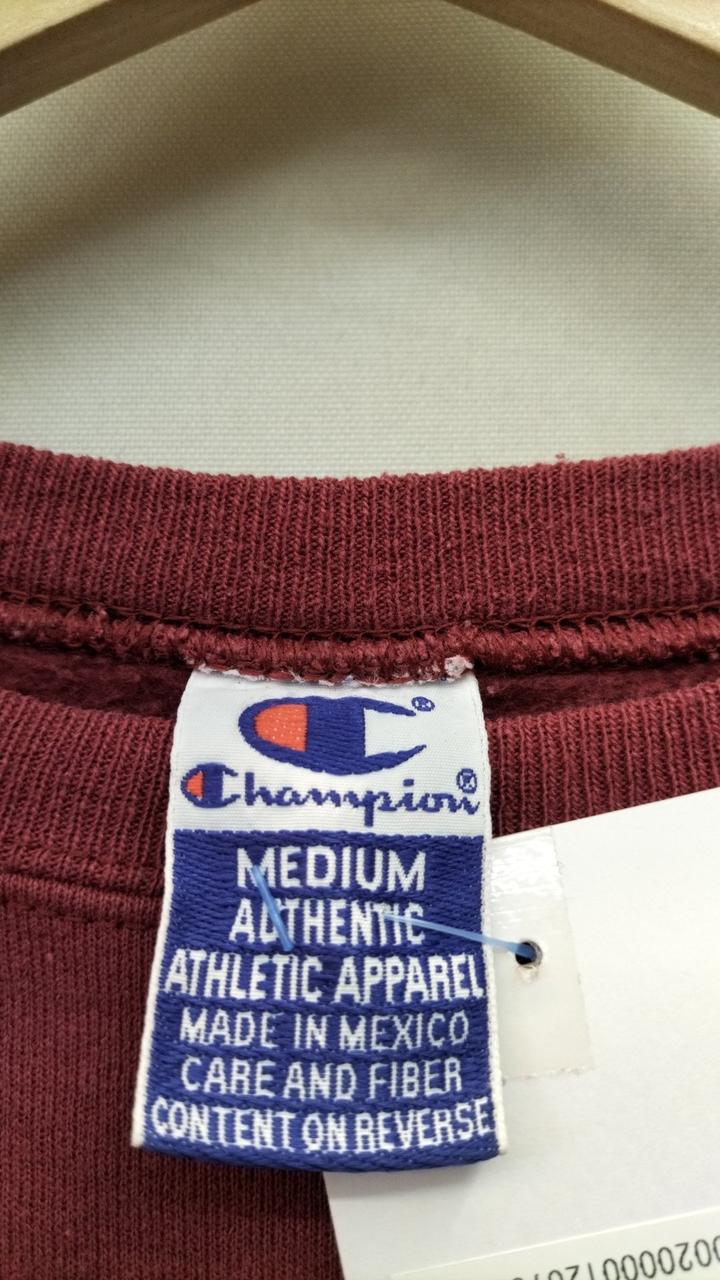 ®
Champion®
MEDIUM
AUTHENTIC
ATHLETIC APPAREL
MADE IN MEXICO
CARE AND FIBER
CONTENT ON REVERSE